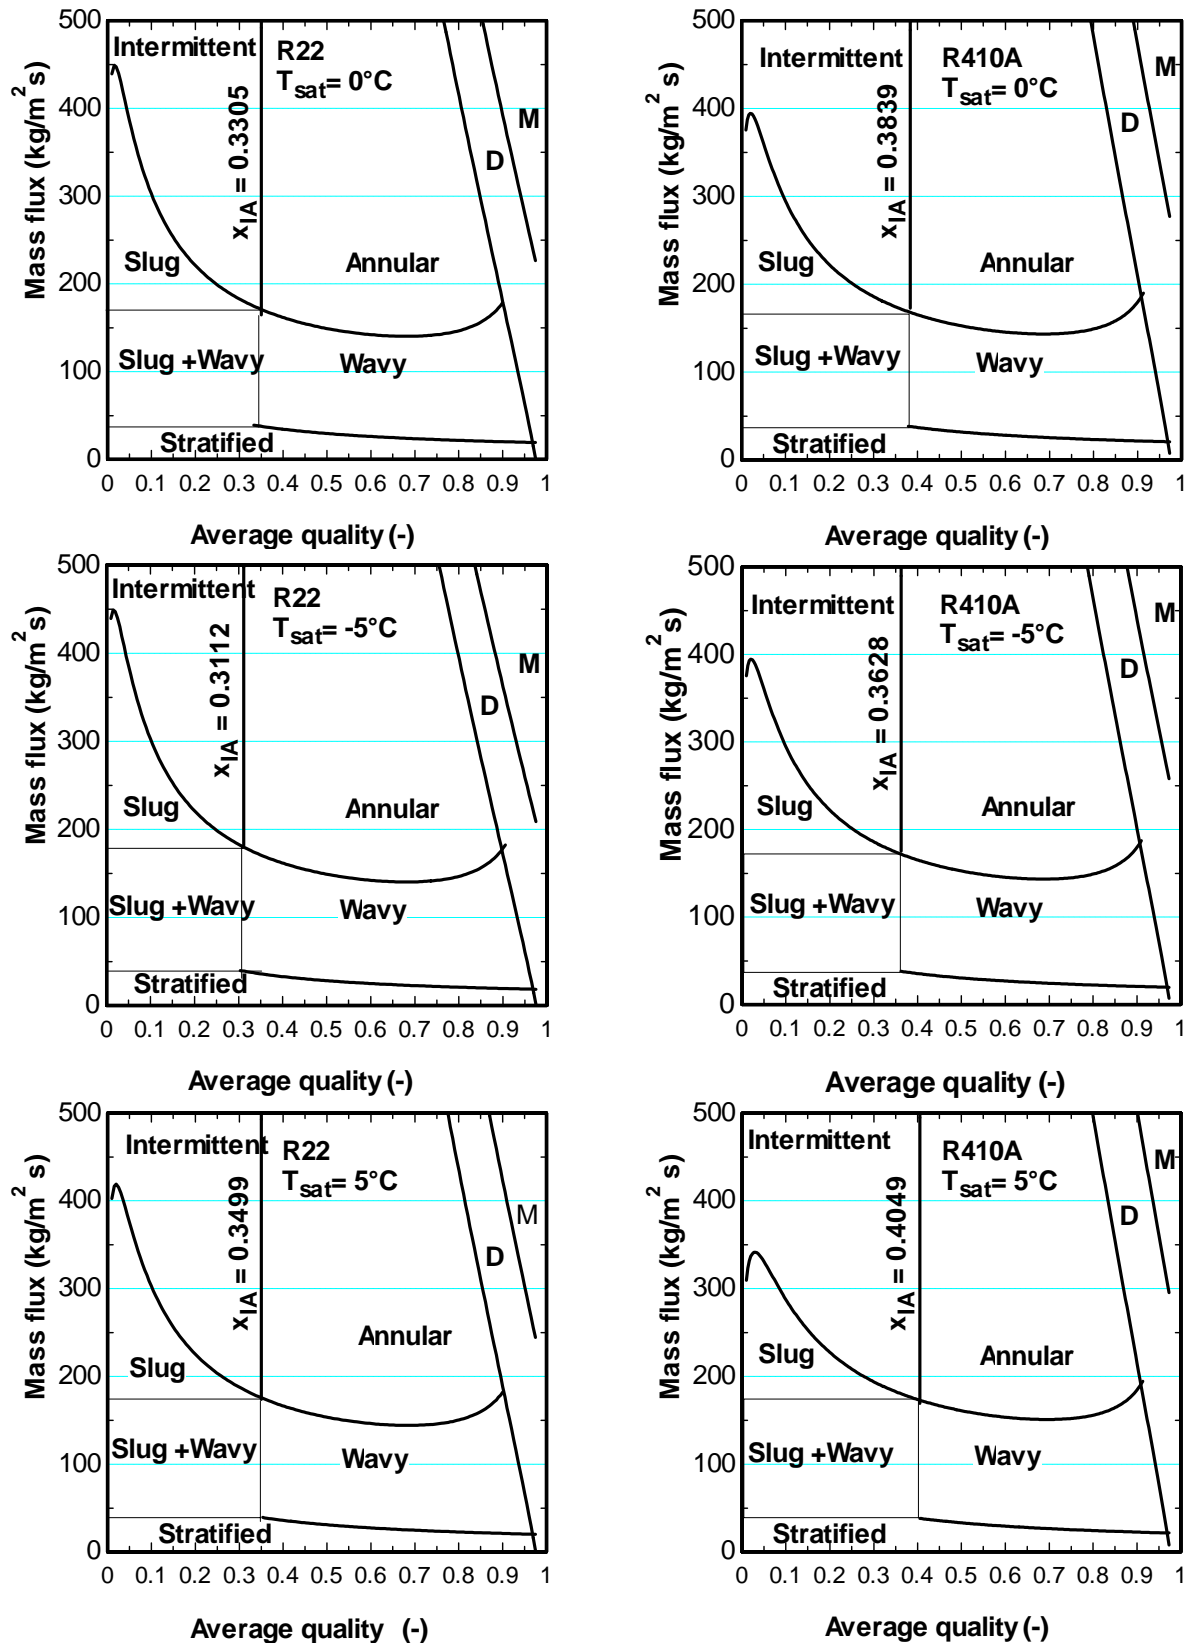 Mass flux (kg/m2 s)
500
400
300
200
100
0
Intermittent
R22
Tsat= 0°C
xIA = 0.3305
M
D
Slug
Annular
Slug +Wavy
Wavy
Stratified
0 0.1 0.2 0.3 0.4 0.5 0.6 0.7 0.8 0.9 1
Average quality (-)
Mass flux (kg/m2 s)
500
400
300
200
100
0
Intermittent
R410A
Tsat= 0°C
xIA = 0.3839
M
D
Slug
Annular
Slug +Wavy
Wavy
Stratified
0 0.1 0.2 0.3 0.4 0.5 0.6 0.7 0.8 0.9 1
Average quality (-)
Mass flux (kg/m2 s)
500
400
300
200
100
0
Intermittent
R22
Tsat= -5°C
xIA = 0.3112
M
D
Slug
Annular
Slug +Wavy
Wavy
Stratified
0 0.1 0.2 0.3 0.4 0.5 0.6 0.7 0.8 0.9 1
Average quality (-)
Mass flux (kg/m2 s)
500
400
300
200
100
0
Intermittent
R410A
Tsat= -5°C
xIA = 0.3628
M
D
Slug
Annular
Slug +Wavy
Wavy
Stratified
0 0.1 0.2 0.3 0.4 0.5 0.6 0.7 0.8 0.9 1
Average quality (-)
Mass flux (kg/m2 s)
500
400
300
200
100
0
Intermittent
R22
Tsat= 5°C
xIA = 0.3499
M
D
Annular
Slug
Slug +Wavy
Wavy
Stratified
0 0.1 0.2 0.3 0.4 0.5 0.6 0.7 0.8 0.9 1
Average quality (-)
Mass flux (kg/m2 s)
500
400
300
200
100
0
Intermittent
R410A
Tsat= 5°C
xIA = 0.4049
M
D
Slug
Annular
Slug +Wavy
Wavy
Stratified
0 0.1 0.2 0.3 0.4 0.5 0.6 0.7 0.8 0.9 1
Average quality (-)